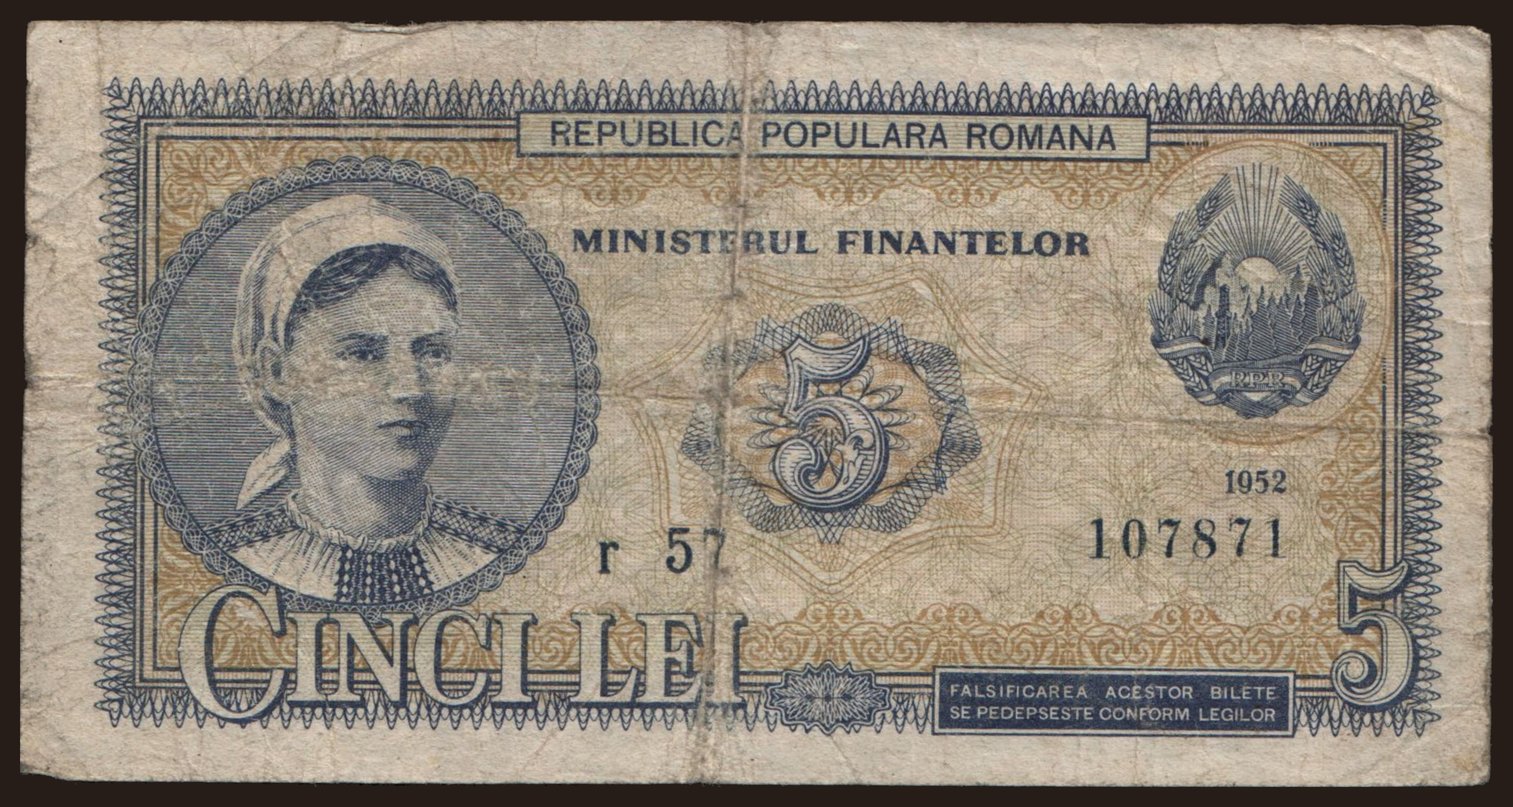 REPUBLICA POPULARA ROMANA
MINISTERUL FINANTELOR
5
RPR
1952
r 57
107871
CINCI LEI
5
FALSIFICAREA ACESTOR BILETE
SE PEDEPSESTE CONFORM LEGILOR